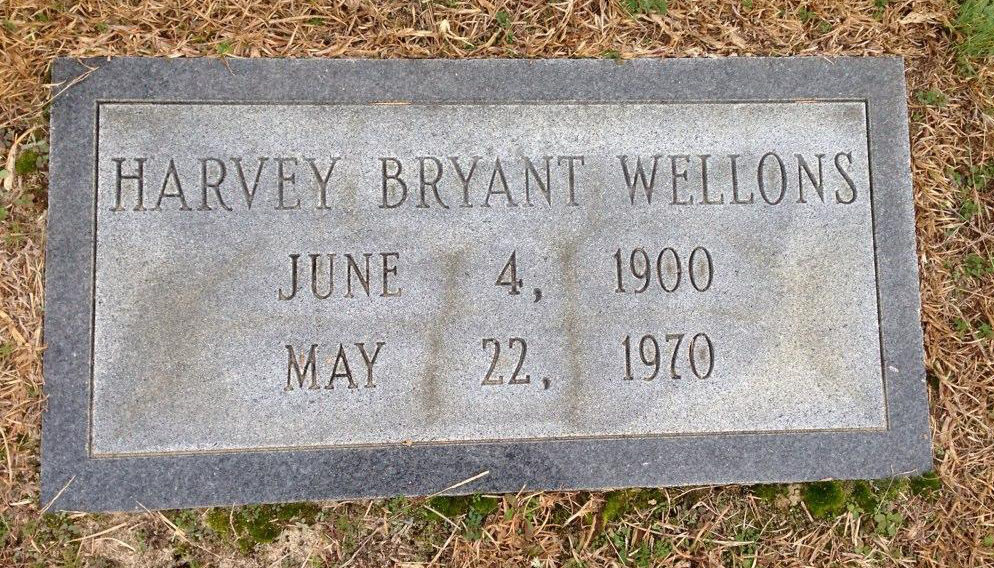 HARVEY BRYANT WELLONS
JUNE 4, 1900
MAY 22, 1970